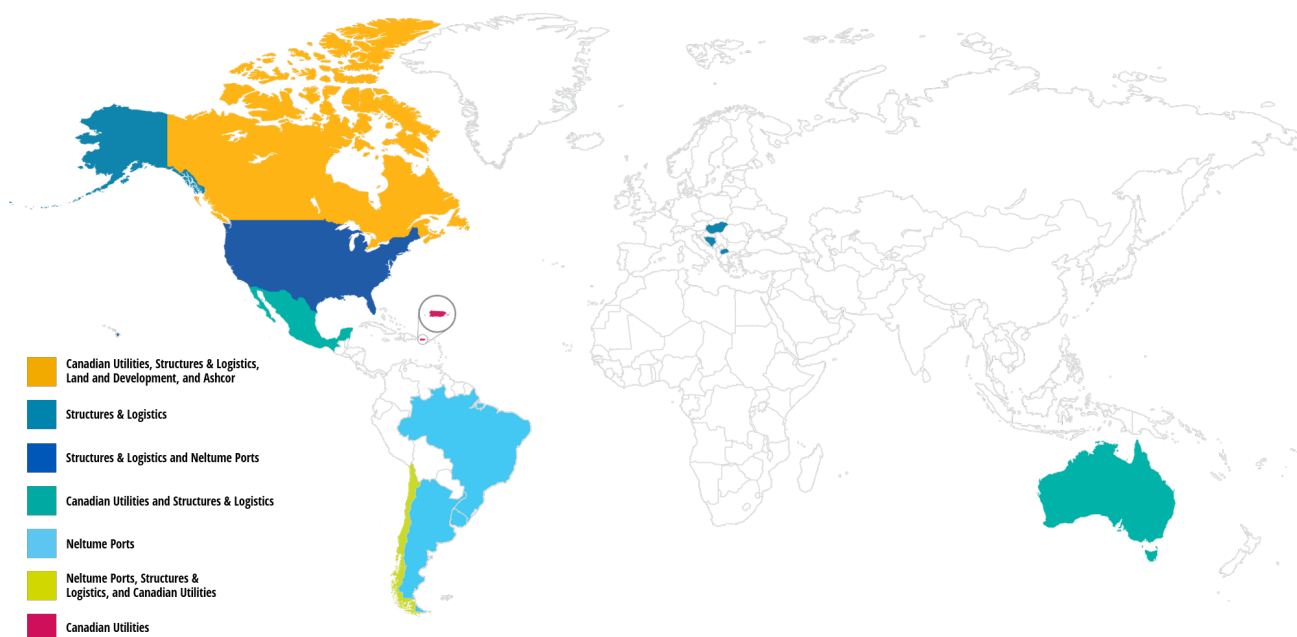 Canadian Utilities, Structures & Logistics,
Land and Development, and Ashcor
Structures & Logistics
Structures & Logistics and Neltume Ports
Canadian Utilities and Structures & Logistics
Neltume Ports
Neltume Ports, Structures &
Logistics, and Canadian Utilities
Canadian Utilities